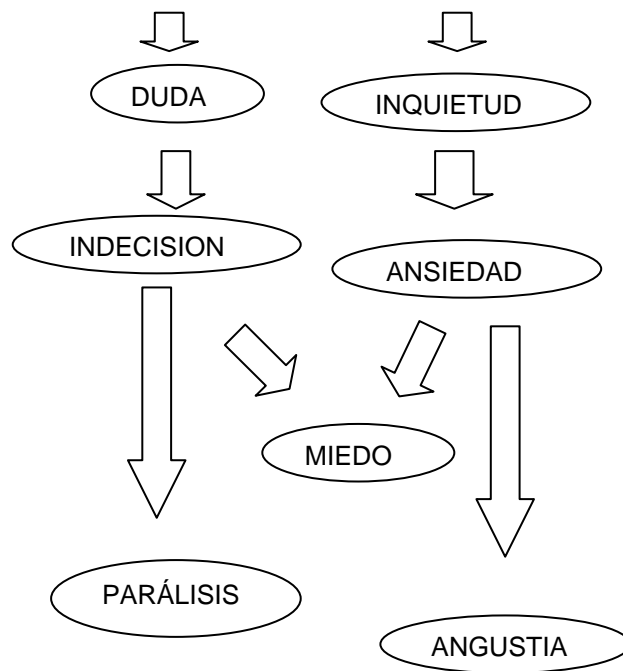 DUDA
INQUIETUD
INDECISION
ANSIEDAD
MIEDO
PARÁLISIS
ANGUSTIA